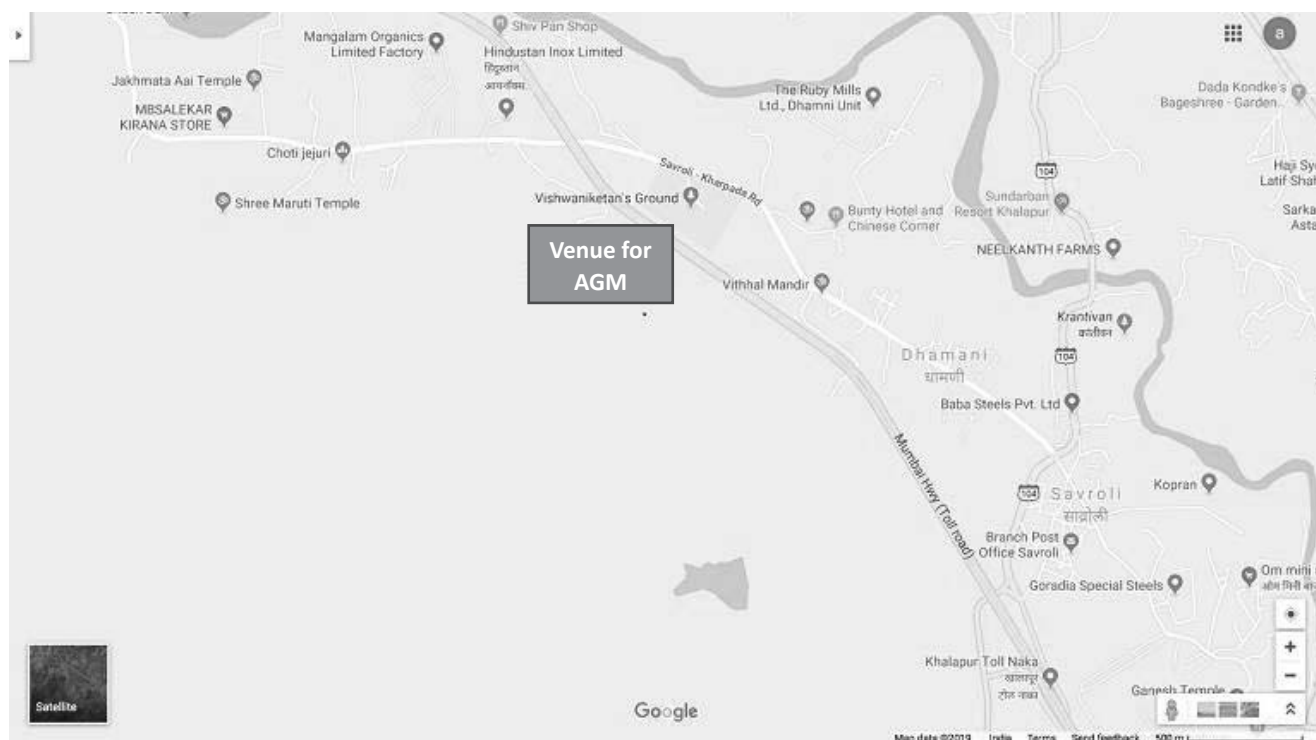 Shiv Pan Shop
Mangalam Organics
Limited Factory
Hindustan Inox Limited
हिंदुस्तान
आयनॉक्स
Jakhmata Aai Temple
The Ruby Mills
Ltd., Dhamni Unit
Dada Kondke's
Bageshree - Garden...
MBSALEKAR
KIRANA STORE
Choti jejuri
Savroli - Kharpada Rd
104
Haji Sy
Latif Shah
Shree Maruti Temple
Vishwaniketan's Ground
Bunty Hotel and
Chinese Corner
Sundarban
Resort Khalapur
Sarka
Asta
Venue for
AGM
NEELKANTH FARMS
Vithhal Mandir
Krantivan
क्रांतीवन
Dhamani
धामणी
104
Baba Steels Pvt. Ltd
Mumbai Hwy (Toll road)
Kopran
104
Savroli
साव्रोली
Branch Post
Office Savroli
Goradia Special Steels
Om mini
Khalapur Toll Naka
खालापूर
टोल नाका
Ganesh Temple
Satellite
Google
Map data ©2019 India Terms Send feedback 500 m
a